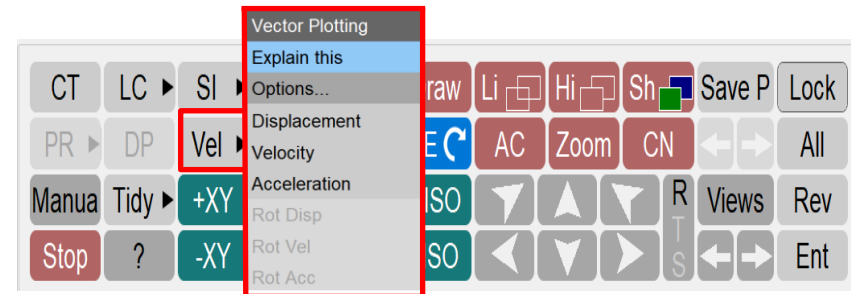 Vector Plotting
Explain this
Options...
Displacement
Velocity
Acceleration
Rot Disp
Rot Vel
Rot Acc
CT LC SI raw Li Hi Sh Save P Lock
PR DP Vel E AC Zoom CN All
Manua Tidy +XY ISO R Views Rev
T
Stop ? -XY SO S Ent